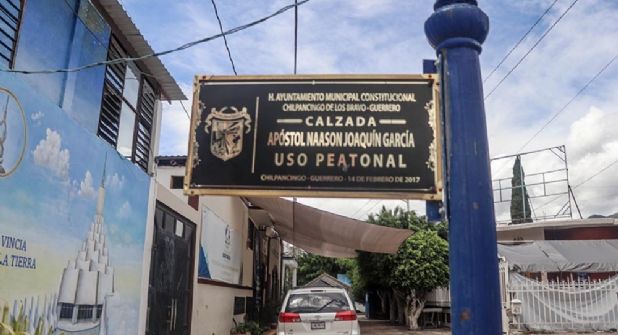 H. AYUNTAMIENTO MUNICIPAL CONSTITUCIONAL
CHILPANCINGO DE LOS BRAVO - GUERRERO
CALZADA
APÓSTOL NAASON JOAQUÍN GARCÍA
USO PEATONAL
CHILPANCINGO - GUERRERO - 14 DE FEBRERO DE 2017
VINCIA
LA TIERRA